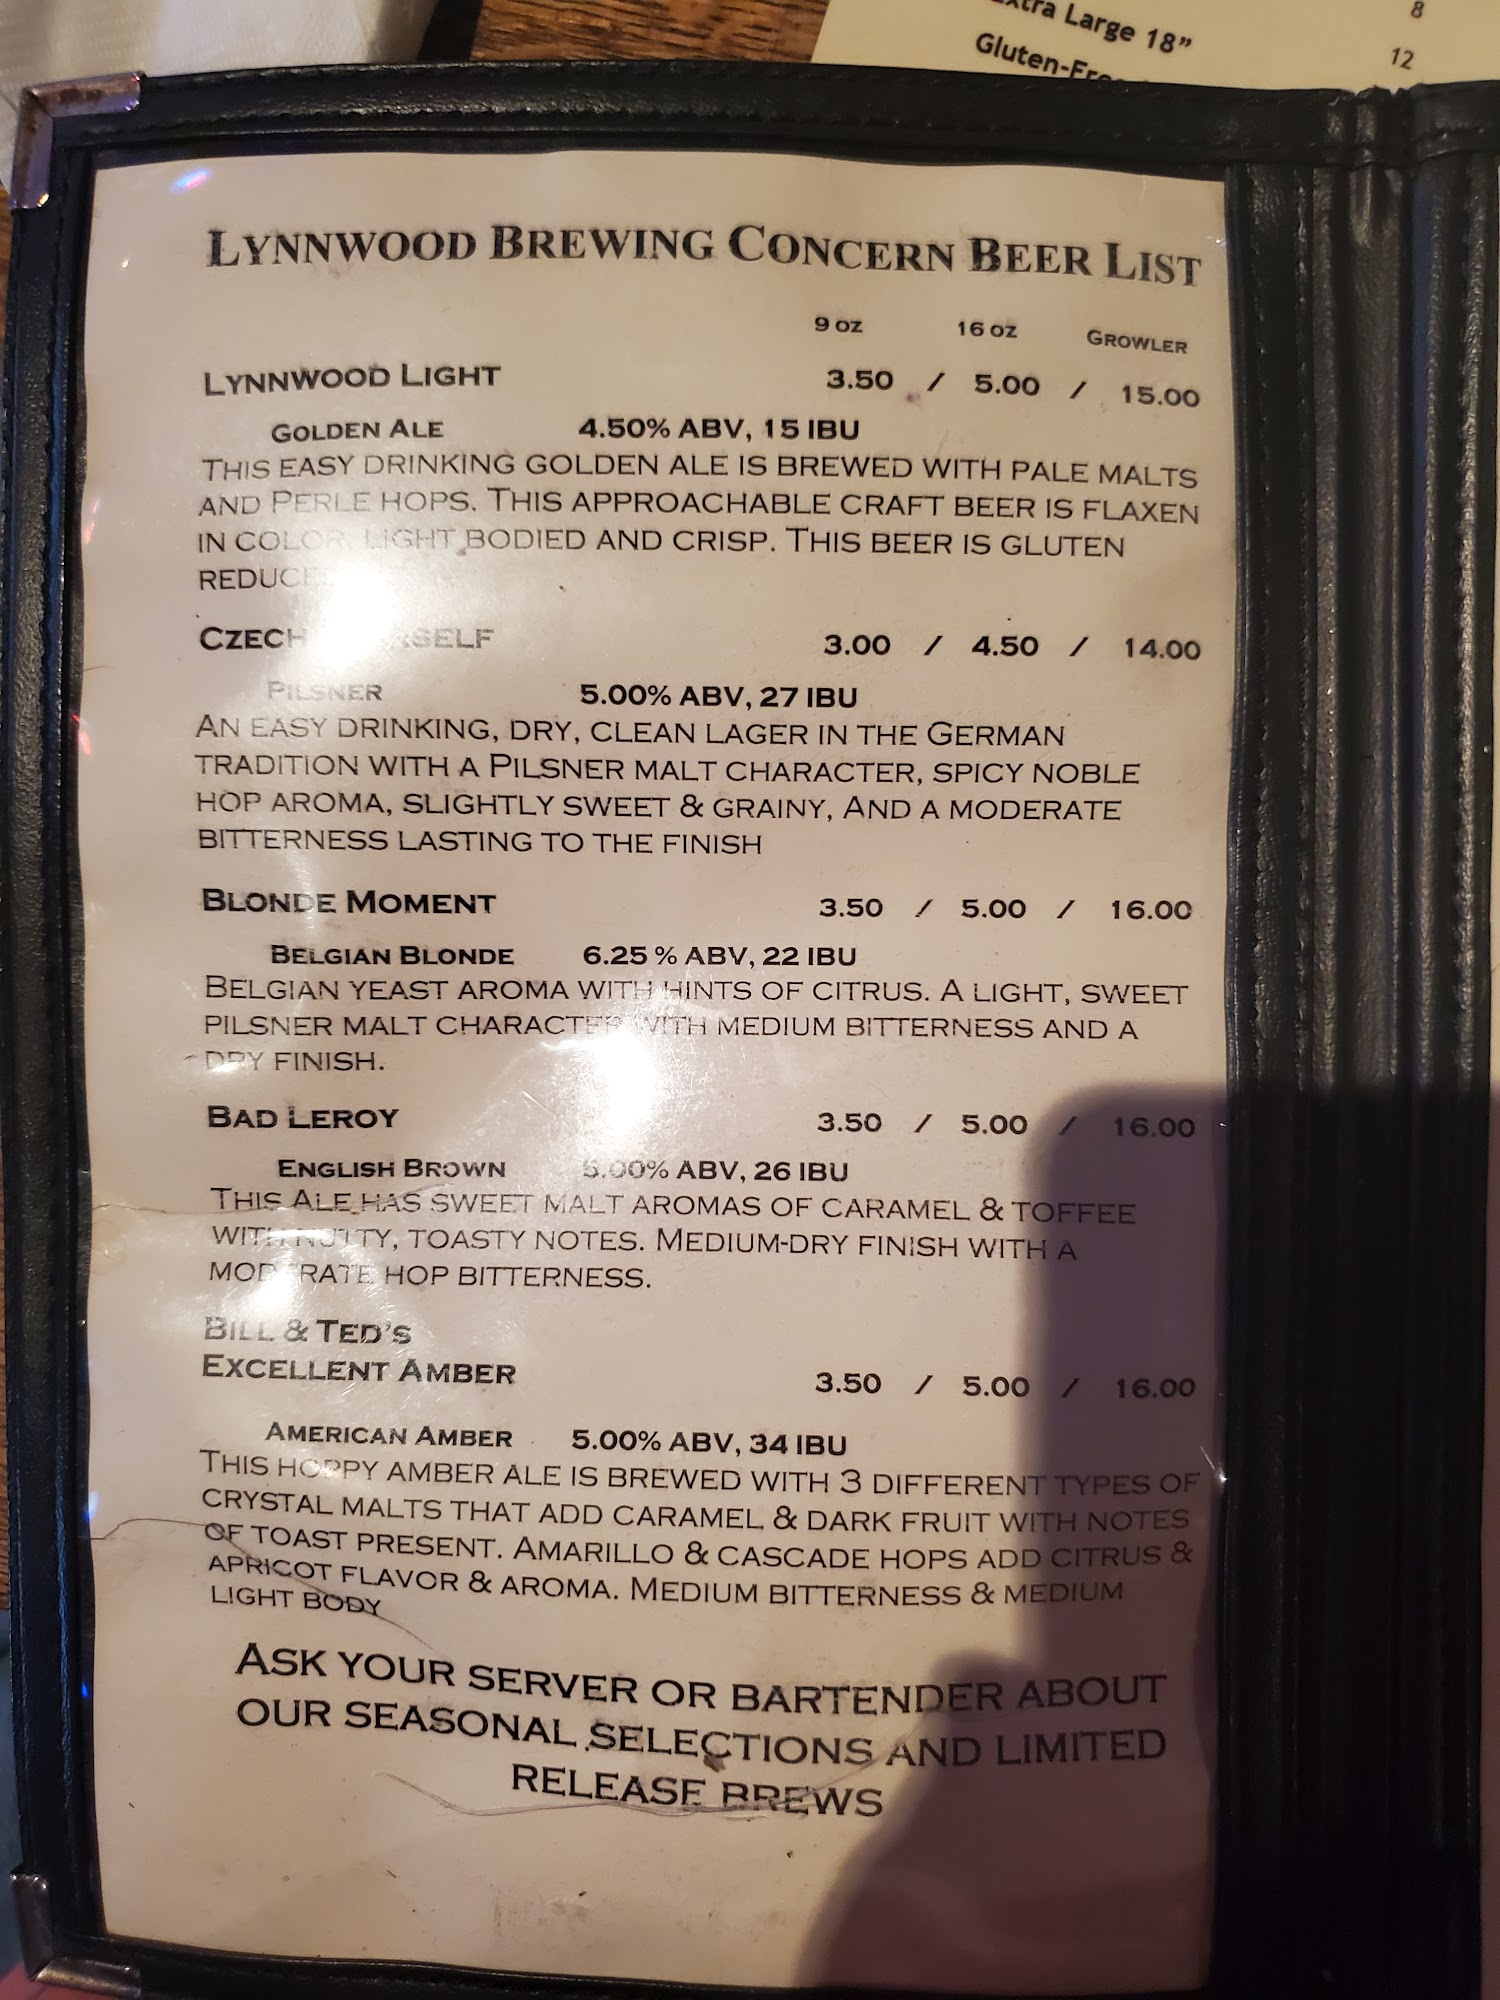 Extra Large 18" 8
Gluten-Free 12
LYNNWOOD BREWING CONCERN BEER LIST
9 OZ 16 OZ GROWLER
LYNNWOOD LIGHT 3.50 / 5.00 / 15.00
GOLDEN ALE 4.50% ABV, 15 IBU
THIS EASY DRINKING GOLDEN ALE IS BREWED WITH PALE MALTS
AND PERLE HOPS. THIS APPROACHABLE CRAFT BEER IS FLAXEN
IN COLOR, LIGHT BODIED AND CRISP. THIS BEER IS GLUTEN
CZECH 3.00 / 4.50 / 14.00
PILSNER 5.00% ABV, 27 IBU
AN EASY DRINKING, DRY, CLEAN LAGER IN THE GERMAN
TRADITION WITH A PILSNER MALT CHARACTER, SPICY NOBLE
HOP AROMA, SLIGHTLY SWEET & GRAINY, AND A MODERATE
BITTERNESS LASTING TO THE FINISH
BLONDE MOMENT 3.50 / 5.00 / 16.00
BELGIAN BLONDE 6.25 % ABV, 22 IBU
BELGIAN YEAST AROMA WITH HINTS OF CITRUS. A LIGHT, SWEET
PILSNER MALT CHARACTER WITH MEDIUM BITTERNESS AND A
DRY FINISH.
BAD LEROY 3.50 / 5.00 / 16.00
ENGLISH BROWN ABV, 26 IBU
THIS ALE HAS SWEET MALT AROMAS OF CARAMEL & TOFFEE
WITH NUTTY, TOASTY NOTES. MEDIUM-DRY FINISH WITH A
MODERATE HOP BITTERNESS.
BILL & TED'S
EXCELLENT AMBER 3.50 / 5.00 / 16.00
AMERICAN AMBER 5.00% ABV, 34 IBU
THIS HOPPY AMBER ALE IS BREWED WITH 3 DIFFERENT TYPES OF
CRYSTAL MALTS THAT ADD CARAMEL & DARK FRUIT WITH NOTES
OF TOAST PRESENT. AMARILLO & CASCADE HOPS ADD CITRUS &
APRICOT FLAVOR & AROMA. MEDIUM BITTERNESS & MEDIUM
LIGHT BODY
ASK YOUR SERVER OR BARTENDER ABOUT
OUR SEASONAL SELECTIONS AND LIMITED
RELEASE BREWS